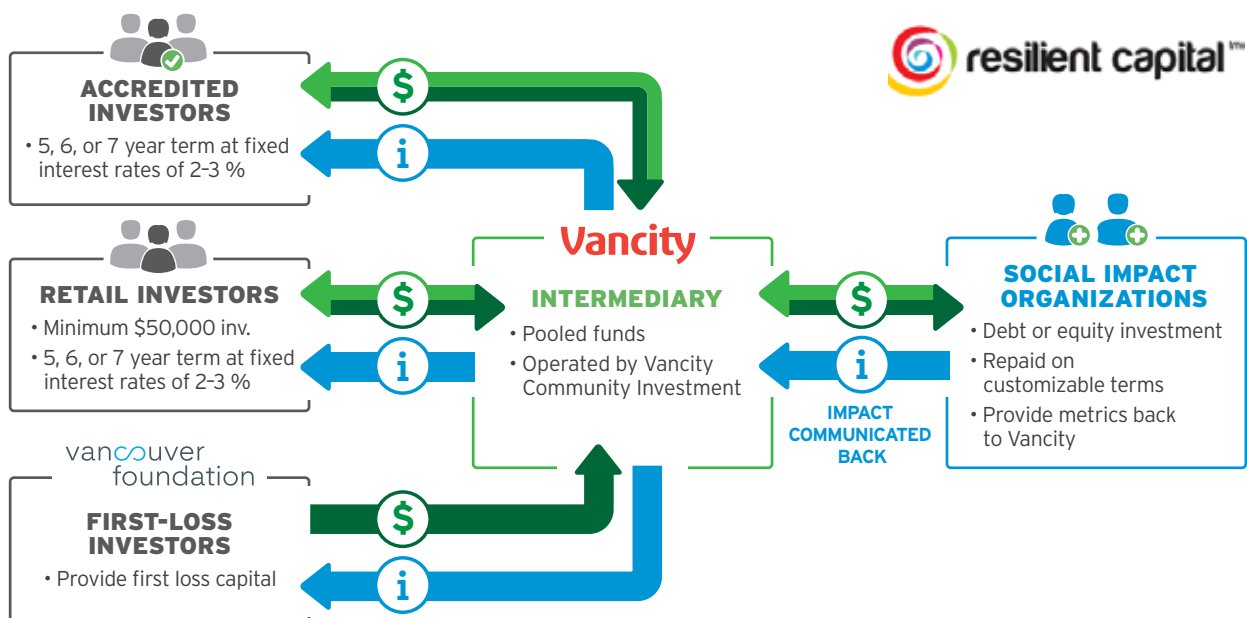 resilient capital™
ACCREDITED
INVESTORS
• 5, 6, or 7 year term at fixed
interest rates of 2-3 %
$
i
RETAIL INVESTORS
• Minimum $50,000 inv.
• 5, 6, or 7 year term at fixed
interest rates of 2-3 %
$
i
vancouver
foundation
FIRST-LOSS
INVESTORS
• Provide first loss capital
$
i
Vancity
INTERMEDIARY
• Pooled funds
• Operated by Vancity
Community Investment
$
i
IMPACT
COMMUNICATED
BACK
SOCIAL IMPACT
ORGANIZATIONS
• Debt or equity investment
• Repaid on
customizable terms
• Provide metrics back
to Vancity